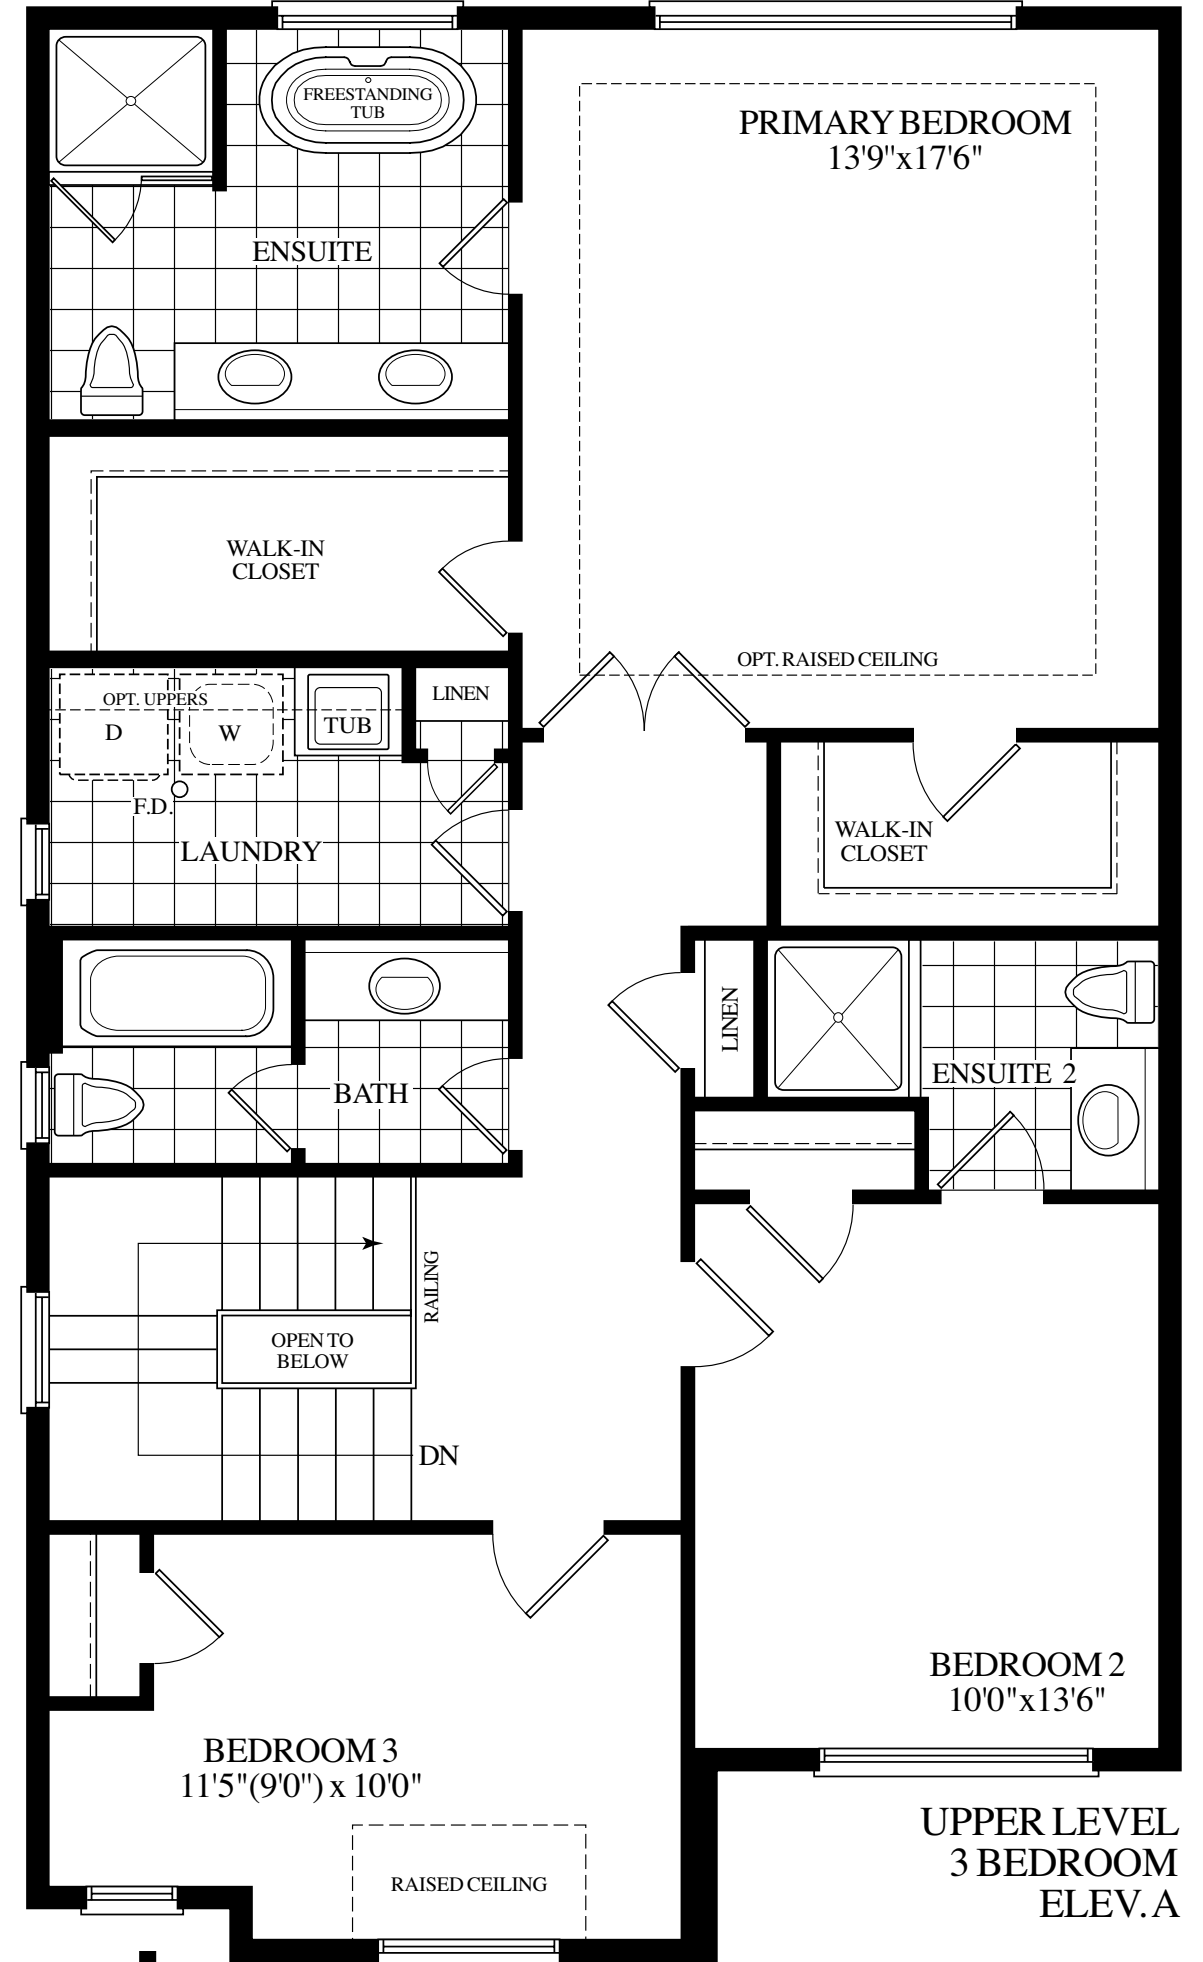 FREESTANDING
TUB
PRIMARY BEDROOM
13'9"x17'6"
ENSUITE
WALK-IN
CLOSET
OPT. RAISED CEILING
OPT. UPPERS
D
W
TUB
LINEN
F.D.
LAUNDRY
WALK-IN
CLOSET
LINEN
ENSUITE 2
BATH
RAILING
OPEN TO
BELOW
DN
BEDROOM 2
10'0"x13'6"
BEDROOM 3
11'5"(9'0") x 10'0"
RAISED CEILING
UPPER LEVEL
3 BEDROOM
ELEV. A